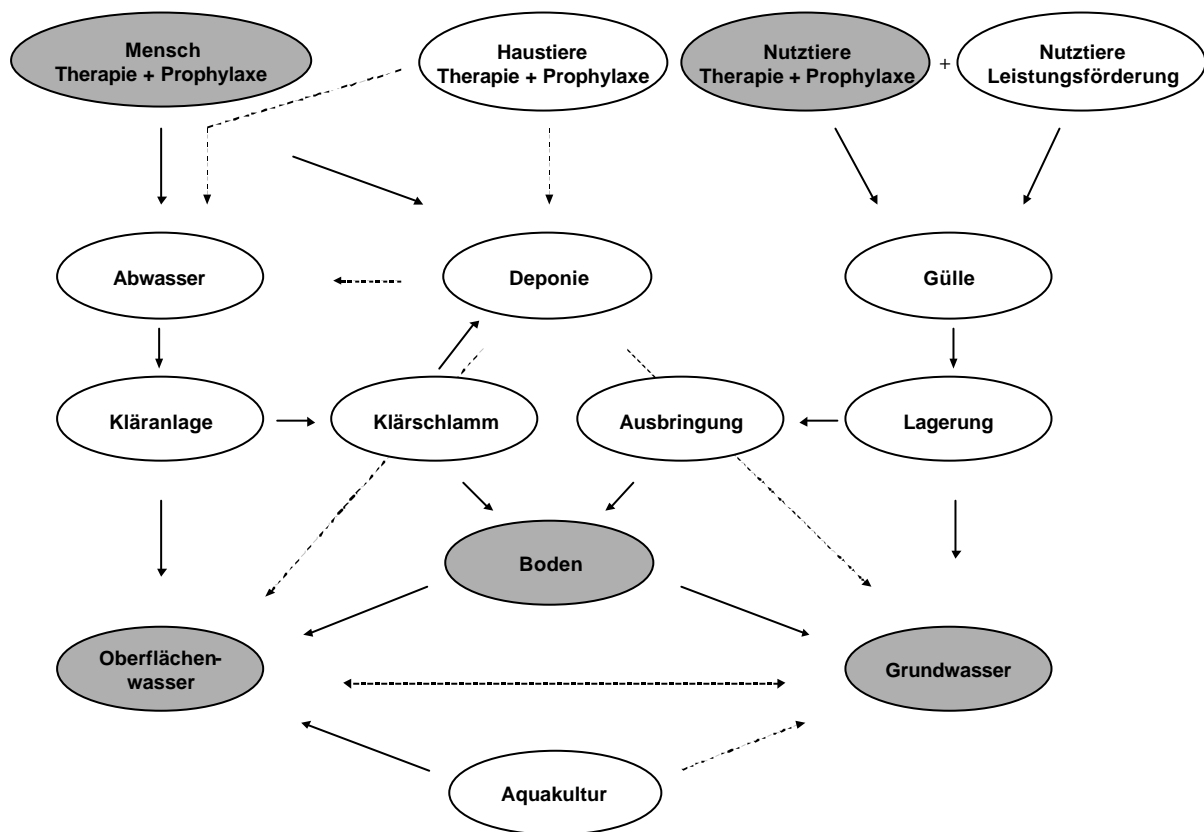 Mensch
Therapie + Prophylaxe
Haustiere
Therapie + Prophylaxe
Nutztiere
Therapie + Prophylaxe
+
Nutztiere
Leistungsförderung
Abwasser
Deponie
Gülle
Kläranlage
Klärschlamm
Ausbringung
Lagerung
Boden
Oberflächen-
wasser
Grundwasser
Aquakultur